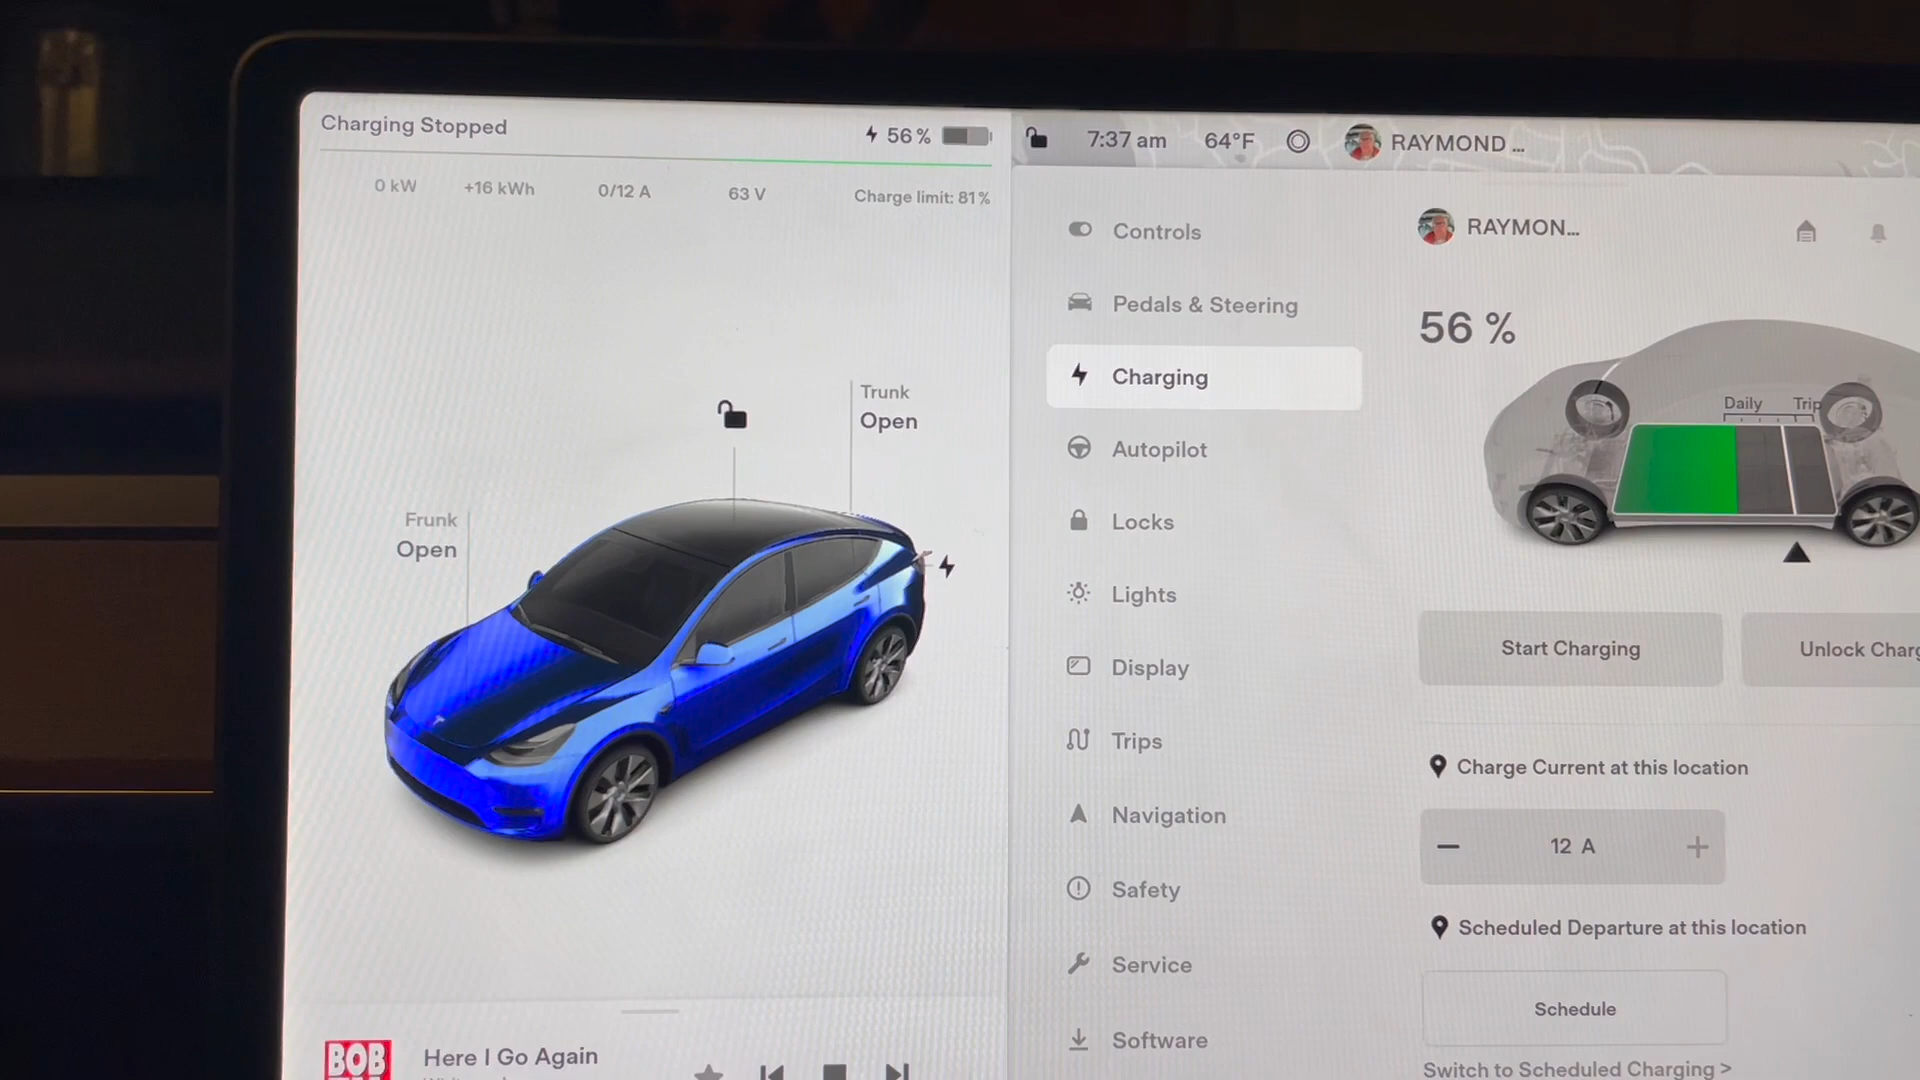 Charging Stopped
56 %
0 kW
+16 kWh
0/12 A
63 V
Charge limit: 81 %
7:37 am
64°F
RAYMOND ...
Trunk
Open
Frunk
Open
Controls
Pedals & Steering
Charging
Autopilot
Locks
Lights
Display
Trips
Navigation
Safety
Service
Software
RAYMON...
56 %
Daily
Trip
Start Charging
Unlock Charg
Charge Current at this location
12 A
Scheduled Departure at this location
Schedule
Switch to Scheduled Charging >
BOB
Here I Go Again